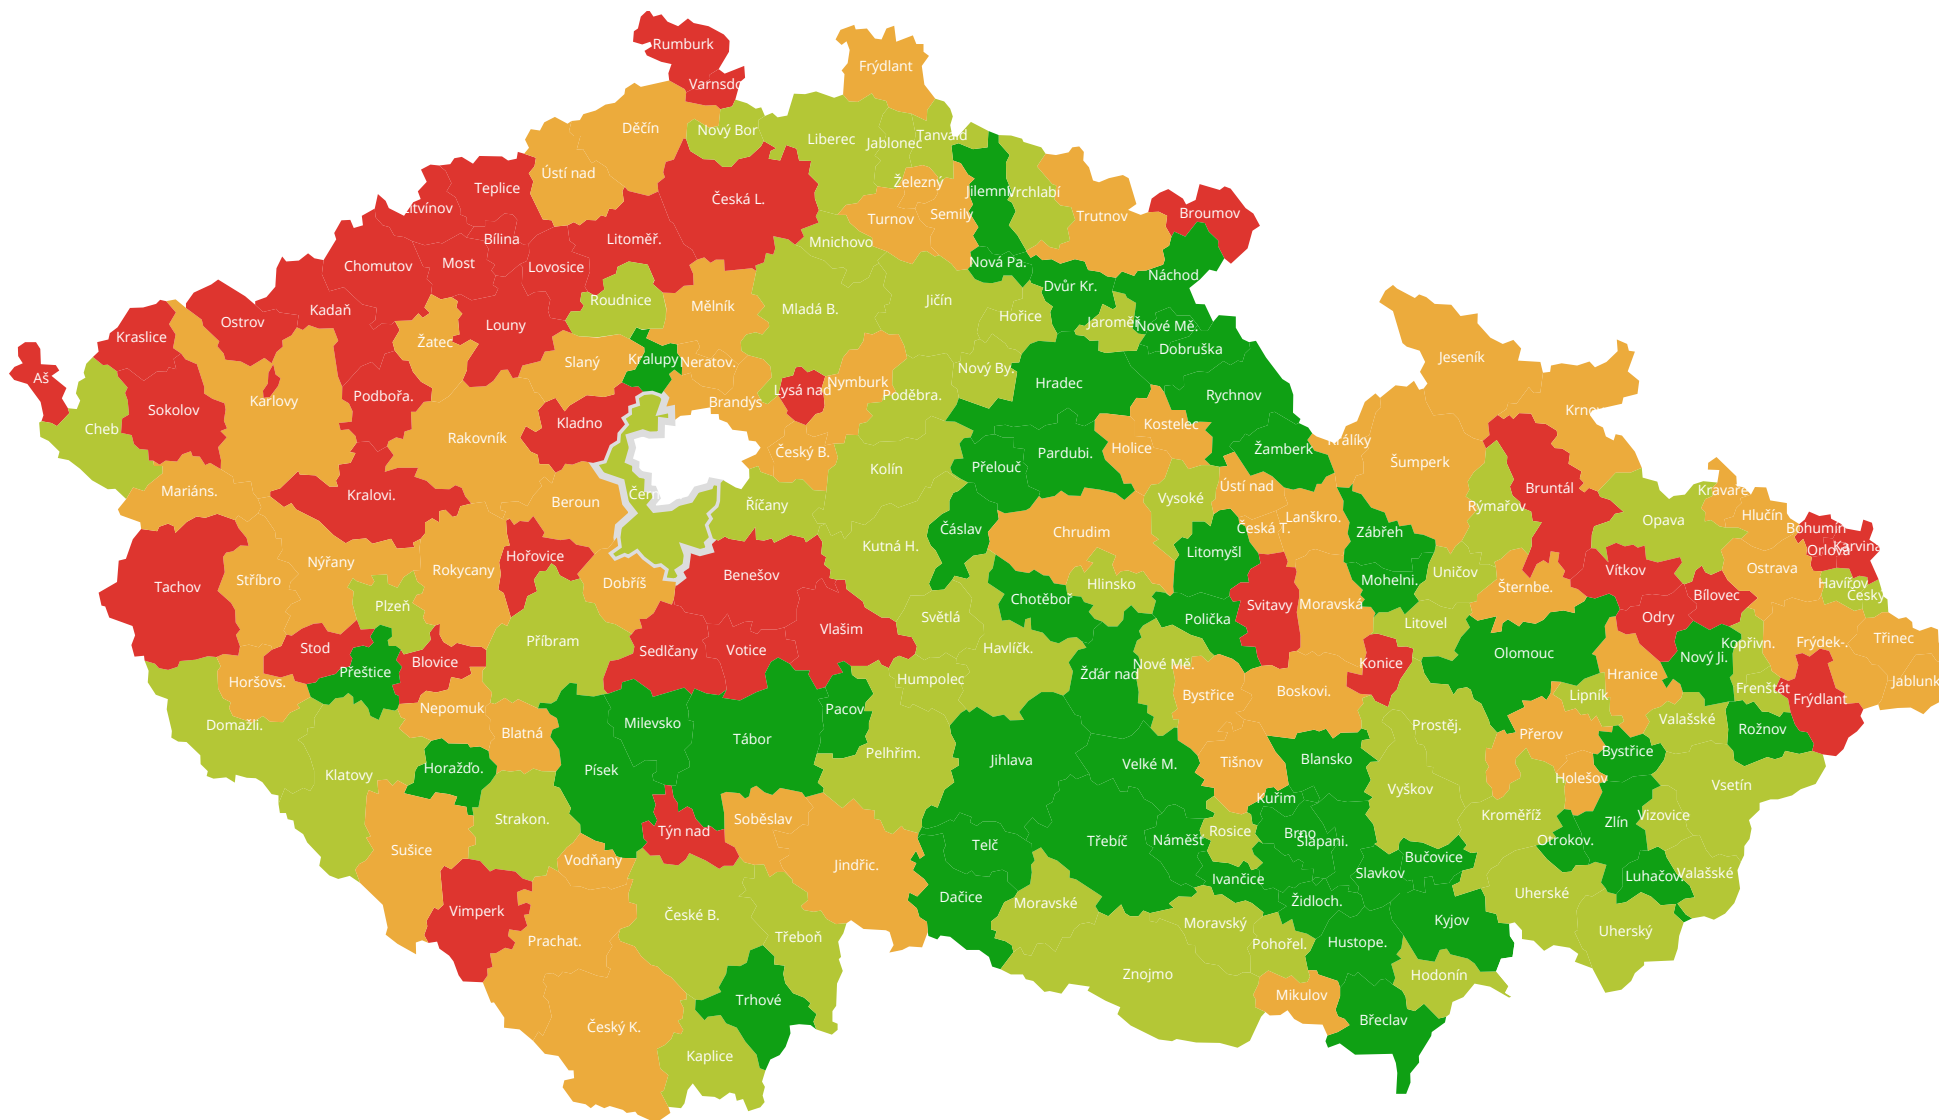 Rumburk
Frýdlant
Varnsdo
Děčín
Nový Bor
Liberec
Tanvald
Jablonec
Ústí nad
Teplice
Železný
Jilemni
Vrchlabí
Česká L.
itvínov
Turnov
Semily
Trutnov
Broumov
Bílina
Litoměř.
Mnichovo
Chomutov
Most
Lovosice
Nová Pa.
Náchod
Dvůr Kr.
Roudnice
Mělník
Mladá B.
Jičín
Kadaň
Hořice
Ostrov
Louny
Jaroměř
Nové Mě.
Kraslice
Žatec
Dobruška
Jeseník
Slaný
Kralupy
Neratov.
Nový By.
Aš
Hradec
Nymburk
Lysá nad
Poděbra.
Rychnov
Podbořa.
Karlovy
Brandýs
Sokolov
Krno
Kladno
Kostelec
Cheb
Rakovník
Králíky
Holice
Žamberk
Český B.
Pardubi.
Šumperk
Kolín
Přelouč
Mariáns.
Kralovi.
Čern
Vysoké
Ústí nad
Bruntál
Kravaře
Beroun
Říčany
Rýmařov
Hlučín
Lanškro.
Opava
Čáslav
Chrudim
Česká T.
Zábřeh
Bohumín
Kutná H.
Karviná
Orlová
Hořovice
Litomyšl
Nýřany
Rokycany
Benešov
Ostrava
Vítkov
Stříbro
Uničov
Mohelni.
Tachov
Dobříš
Hlinsko
Havířov
Šternbe.
Český
Bílovec
Chotěboř
Plzeň
Svitavy
Moravská
Světlá
Polička
Odry
Litovel
Vlašim
Třinec
Příbram
Frýdek-.
Kopřivn.
Stod
Havlíčk.
Sedlčany
Votice
Olomouc
Nový Ji.
Blovice
Konice
Nové Mě.
Přeštice
Žďár nad
Hranice
Humpolec
Horšovs.
Jablunk
Frenštát
Boskovi.
Bystřice
Lipník
Frýdlant
Nepomuk
Pacov
Valašské
Milevsko
Domažli.
Prostěj.
Rožnov
Blatná
Přerov
Tábor
Bystřice
Pelhřim.
Jihlava
Blansko
Tišnov
Velké M.
Horažďo.
Písek
Klatovy
Holešov
Vsetín
Vyškov
Kuřim
Kroměříž
Vizovice
Strakon.
Soběslav
Zlín
Týn nad
Rosice
Brno
Šlapani.
Náměšť
Třebíč
Otrokov.
Telč
Sušice
Bučovice
Vodňany
Jindřic.
Slavkov
Valašské
Luhačov.
Ivančice
Uherské
Dačice
Židloch.
Moravské
Vimperk
České B.
Kyjov
Moravský
Uherský
Třeboň
Prachat.
Hustope.
Pohořel.
Znojmo
Hodonín
Mikulov
Trhové
Břeclav
Český K.
Kaplice